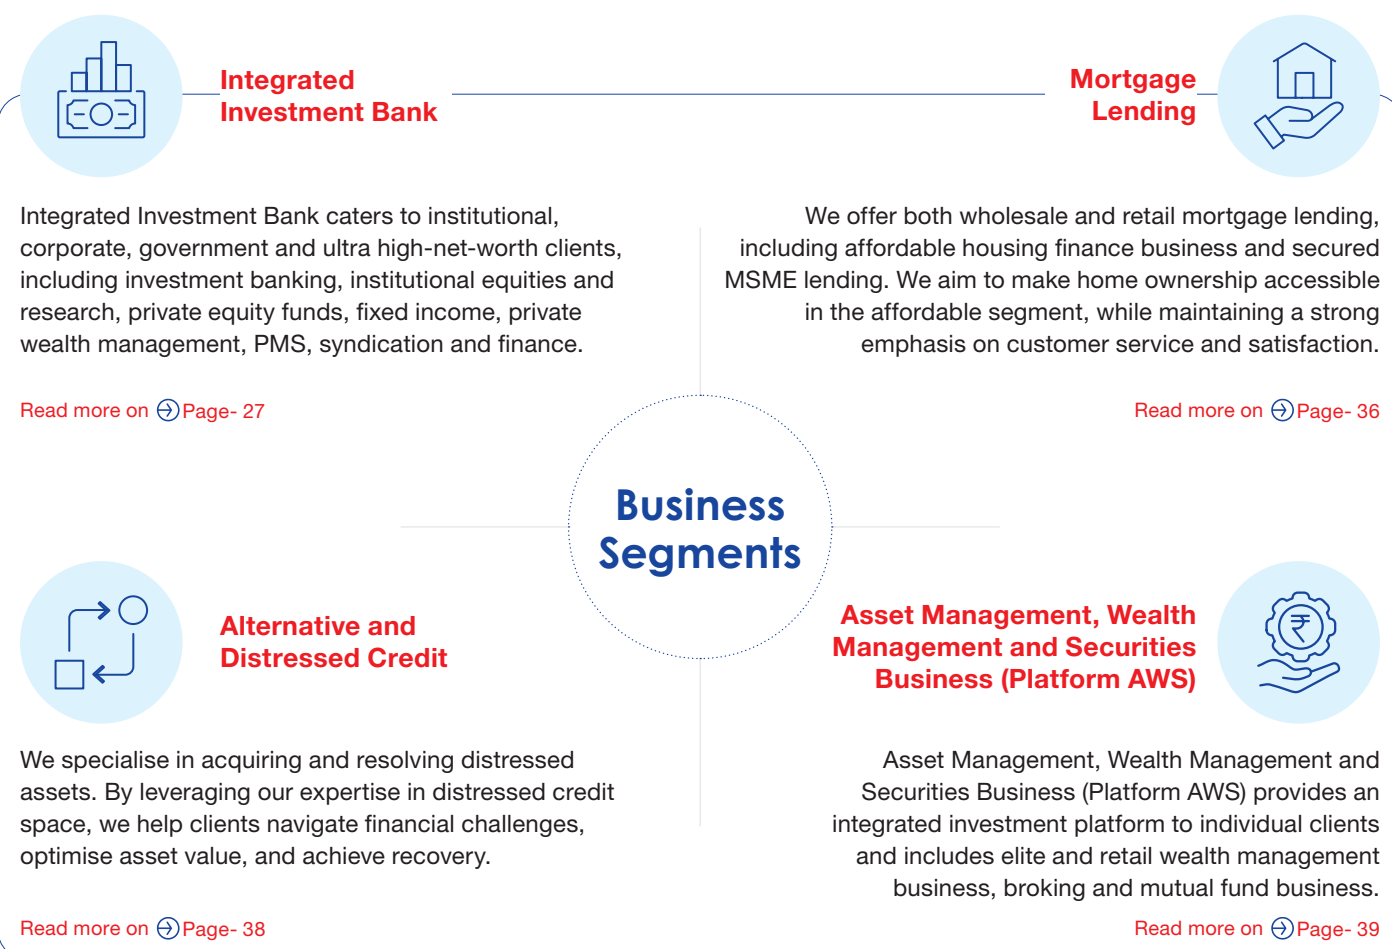 Integrated
Investment Bank
Integrated Investment Bank caters to institutional,
corporate, government and ultra high-net-worth clients,
including investment banking, institutional equities and
research, private equity funds, fixed income, private
wealth management, PMS, syndication and finance.
Read more on Page- 27
Mortgage
Lending
We offer both wholesale and retail mortgage lending,
including affordable housing finance business and secured
MSME lending. We aim to make home ownership accessible
in the affordable segment, while maintaining a strong
emphasis on customer service and satisfaction.
Read more on Page- 36
Business
Segments
Alternative and
Distressed Credit
We specialise in acquiring and resolving distressed
assets. By leveraging our expertise in distressed credit
space, we help clients navigate financial challenges,
optimise asset value, and achieve recovery.
Read more on Page- 38
Asset Management, Wealth
Management and Securities
Business (Platform AWS)
₹
Asset Management, Wealth Management and
Securities Business (Platform AWS) provides an
integrated investment platform to individual clients
and includes elite and retail wealth management
business, broking and mutual fund business.
Read more on Page- 39